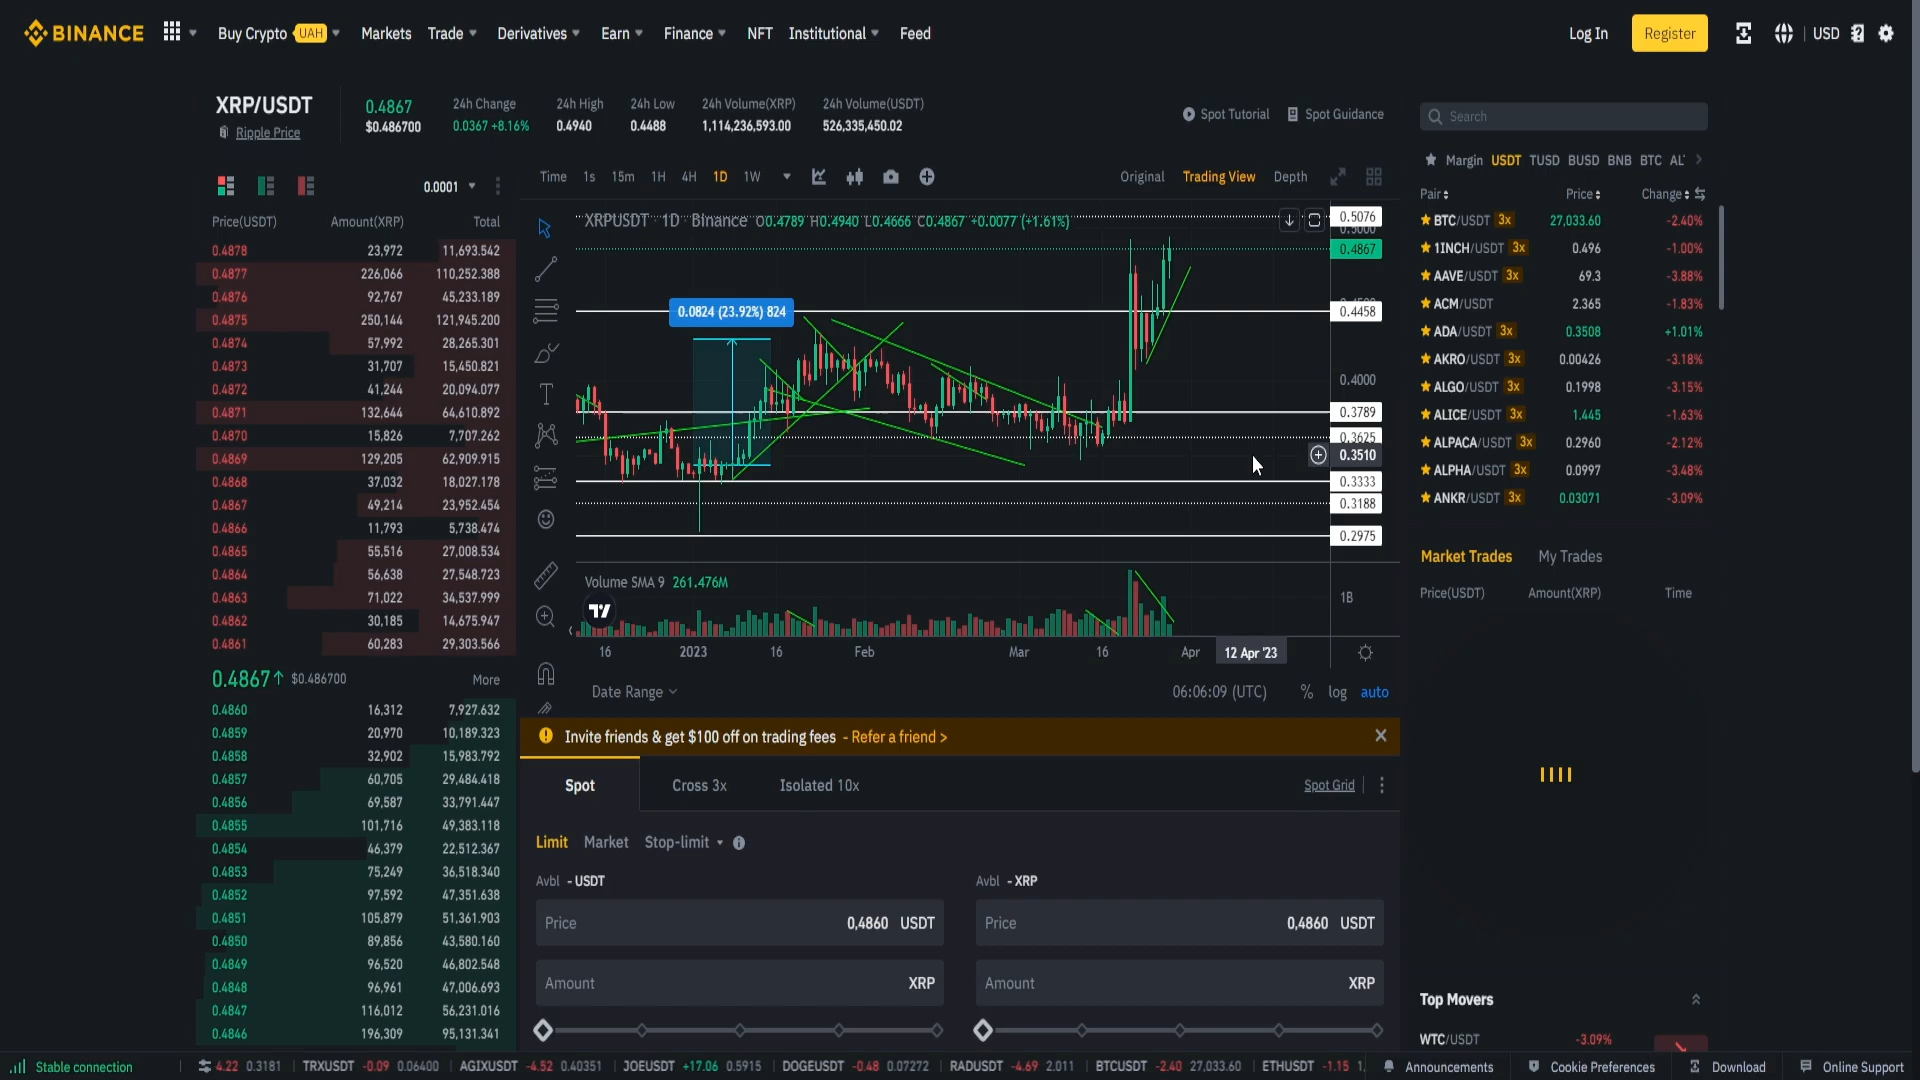 BINANCE
Buy Crypto UAH
Markets
Trade
Derivatives
Earn
Finance
NFT
Institutional
Feed
Log In
Register
USD
XRP/USDT
Ripple Price
0.4867
$0.486700
24h Change
0.0367 +8.16%
24h High
0.4940
24h Low
0.4488
24h Volume(XRP)
1,114,236,593.00
24h Volume(USDT)
526,335,450.02
Spot Tutorial
Spot Guidance
0.0001
Price(USDT) Amount(XRP) Total
0.4878 23,972 11,693.542
0.4877 226,066 110,252.388
0.4876 92,767 45,233.189
0.4875 250,144 121,945.200
0.4874 57,992 28,265.301
0.4873 31,707 15,450.821
0.4872 41,244 20,094.077
0.4871 132,644 64,610.892
0.4870 15,826 7,707.262
0.4869 129,205 62,909.915
0.4868 37,032 18,027.178
0.4867 49,214 23,952.454
0.4866 11,793 5,738.474
0.4865 55,516 27,008.534
0.4864 56,638 27,548.723
0.4863 71,022 34,537.999
0.4862 30,185 14,675.947
0.4861 60,283 29,303.566
0.4867↑ $0.486700 More
0.4860 16,312 7,927.632
0.4859 20,970 10,189.323
0.4858 32,902 15,983.792
0.4857 60,705 29,484.418
0.4856 69,587 33,791.447
0.4855 101,716 49,383.118
0.4854 46,379 22,512.367
0.4853 75,249 36,518.340
0.4852 97,592 47,351.638
0.4851 105,879 51,361.903
0.4850 89,856 43,580.160
0.4849 96,520 46,802.548
0.4848 96,961 47,006.693
0.4847 116,012 56,231.016
0.4846 196,309 95,131.341
Time 1s 15m 1H 4H 1D 1W
Original Trading View Depth
XRPUSDT · 1D · Binance O0.4789 H0.4940 L0.4666 C0.4867 +0.0077 (+1.61%)
0.5076
0.5000
0.4867
0.4458
0.4000
0.3789
0.3625
0.3510
0.3333
0.3188
0.2975
0.0824 (23.92%) 824
Volume SMA 9 261.476M
1B
16 2023 16 Feb Mar 16 Apr 12 Apr '23
Date Range
06:06:09 (UTC) % log auto
Invite friends & get $100 off on trading fees - Refer a friend >
Spot Cross 3x Isolated 10x
Spot Grid
Limit Market Stop-limit
Avbl - USDT
Price 0,4860 USDT
Amount XRP
Avbl - XRP
Price 0,4860 USDT
Amount XRP
Search
Margin USDT TUSD BUSD BNB BTC
Pair Price Change
BTC/USDT 3x 27,033.60 -2.40%
1INCH/USDT 3x 0.496 -1.00%
AAVE/USDT 3x 69.3 -3.88%
ACM/USDT 2.365 -1.83%
ADA/USDT 3x 0.3508 +1.01%
AKRO/USDT 3x 0.00426 -3.18%
ALGO/USDT 3x 0.1998 -3.15%
ALICE/USDT 3x 1.445 -1.63%
ALPACA/USDT 3x 0.2960 -2.12%
ALPHA/USDT 3x 0.0997 -3.48%
ANKR/USDT 3x 0.03071 -3.09%
Market Trades My Trades
Price(USDT) Amount(XRP) Time
Top Movers
WTC/USDT -3.09%
Stable connection
4.22 0.3181 TRXUSDT -0.09 0.06400 AGIXUSDT -4.52 0.40351 JOEUSDT +17.06 0.5915 DOGEUSDT -0.48 0.07272 RADUSDT -4.69 2.011 BTCUSDT -2.40 27,033.60 ETHUSDT -1.15
Announcements
Cookie Preferences
Download
Online Support